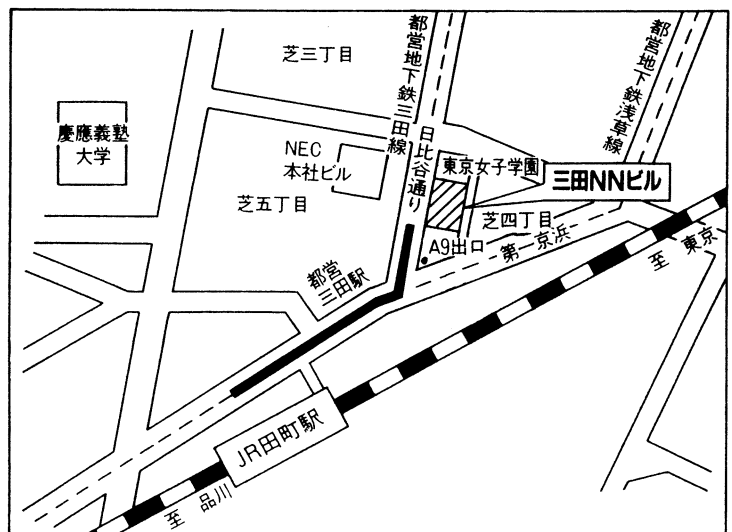 芝三丁目
都営地下鉄三田線
都営地下鉄浅草線
慶應義塾
大学
NEC
本社ビル
日比谷通り
東京女子学園
三田NNビル
芝五丁目
芝四丁目
A9出口
第一京浜
至 東京
都営
三田駅
JR田町駅
至 品川